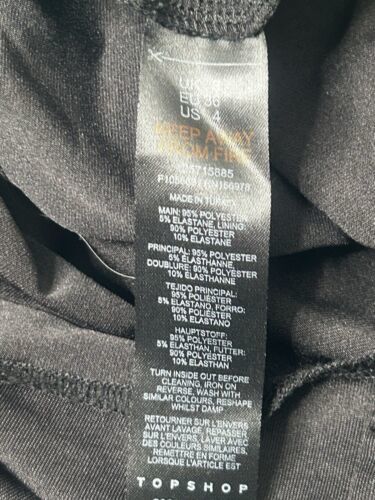 UK
EU 36
US 4
KEEP AWAY
FROM FIRE
MADE IN TURKEY
MAIN: 95% POLYESTER
5% ELASTANE, LINING:
90% POLYESTER
10% ELASTANE
PRINCIPAL: 95% POLYESTER
5% ELASTHANNE,
DOUBLURE: 90% POLYESTER
10% ELASTHANNE
TEJIDO PRINCIPAL:
95% POLIÉSTER
5% ELASTANO, FORRO:
90% POLIÉSTER
10% ELASTANO
HAUPTSTOFF:
95% POLYESTER
5% ELASTHAN, FUTTER:
90% POLYESTER
10% ELASTHAN
TURN INSIDE OUT BEFORE
CLEANING, IRON ON
REVERSE, WASH WITH
SIMILAR COLOURS, RESHAPE
WHILST DAMP
RETOURNER SUR L'ENVERS
AVANT LAVAGE, REPASSER
SUR L'ENVERS, LAVER AVEC
DES COULEURS SIMILAIRES,
REMETTRE EN FORME
LORSQUE L'ARTICLE EST
TOPSHOP